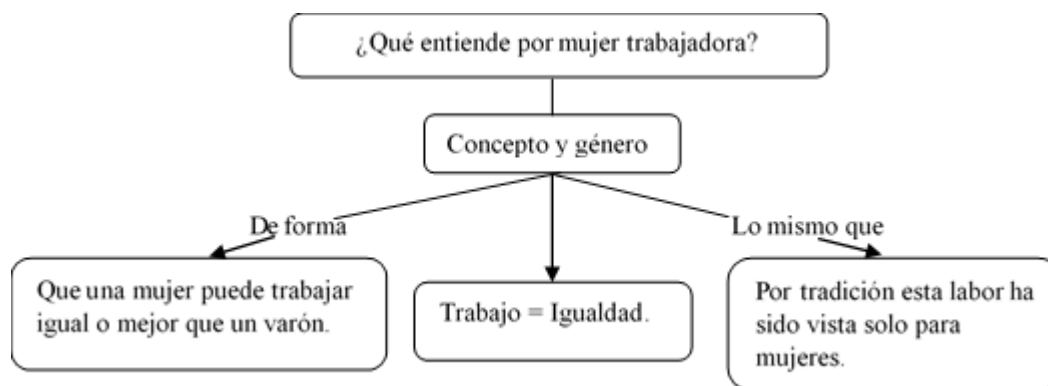 ¿Qué entiende por mujer trabajadora?
Concepto y género
De forma
Lo mismo que
Que una mujer puede trabajar
igual o mejor que un varón.
Trabajo = Igualdad.
Por tradición esta labor ha
sido vista solo para
mujeres.